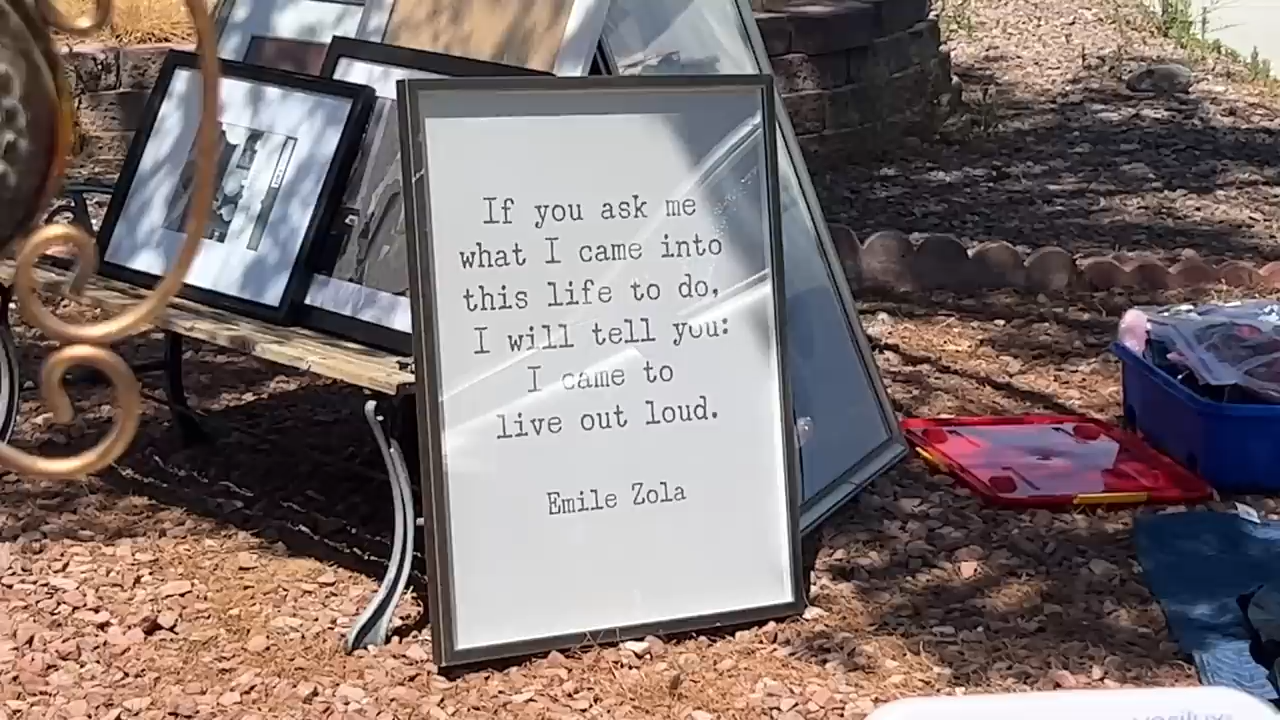 If you ask me
what I came into
this life to do,
I will tell you:
I came to
live out loud.
Emile Zola